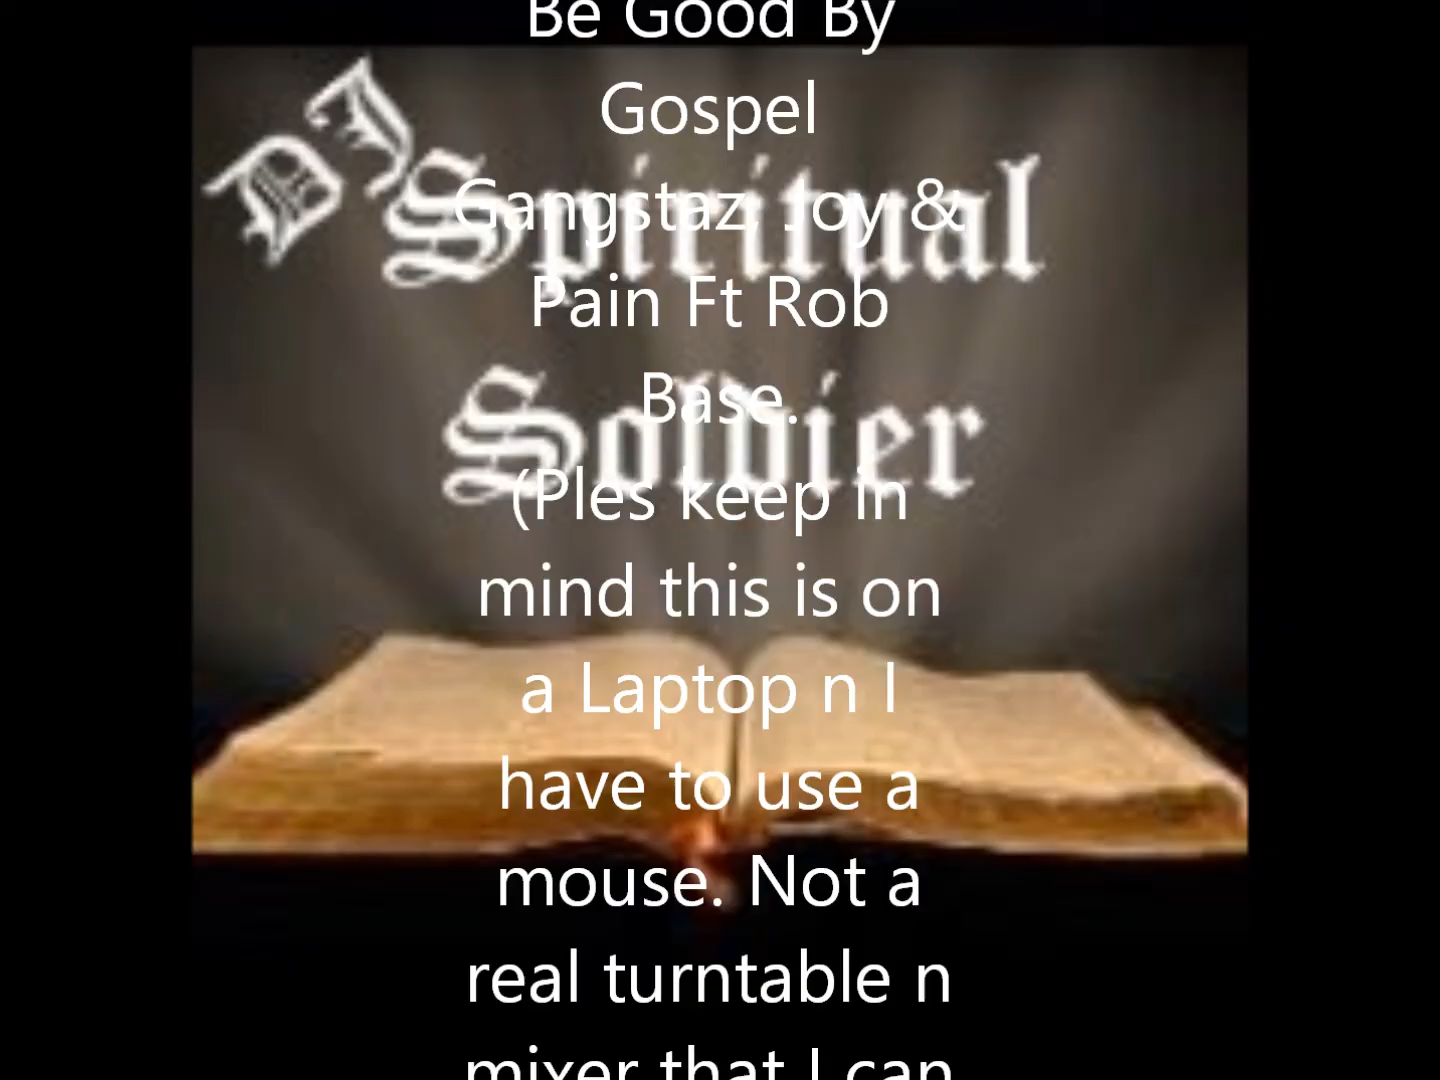 Be Good By
Gospel
Gangstaz, Joy &
Pain Ft Rob
Base.
(Ples keep in
mind this is on
a Laptop n I
have to use a
mouse. Not a
real turntable n
mixer that I can
DJ
Spiritual
Soldier